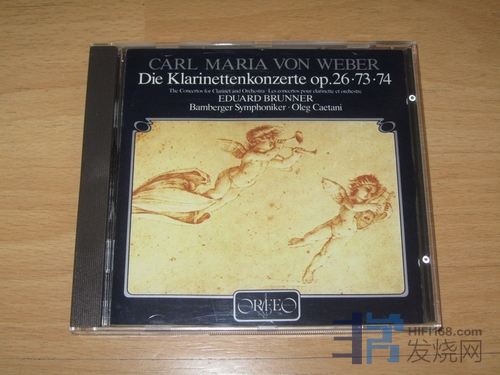 CARL MARIA VON WEBER
Die Klarinettenkonzerte op.26·73·74
The Concertos for Clarinet and Orchestra · Les concertos pour clarinette et orchestre
EDUARD BRUNNER
Bamberger Symphoniker · Oleg Caetani
ORFEO
HIFI168.com
发烧网